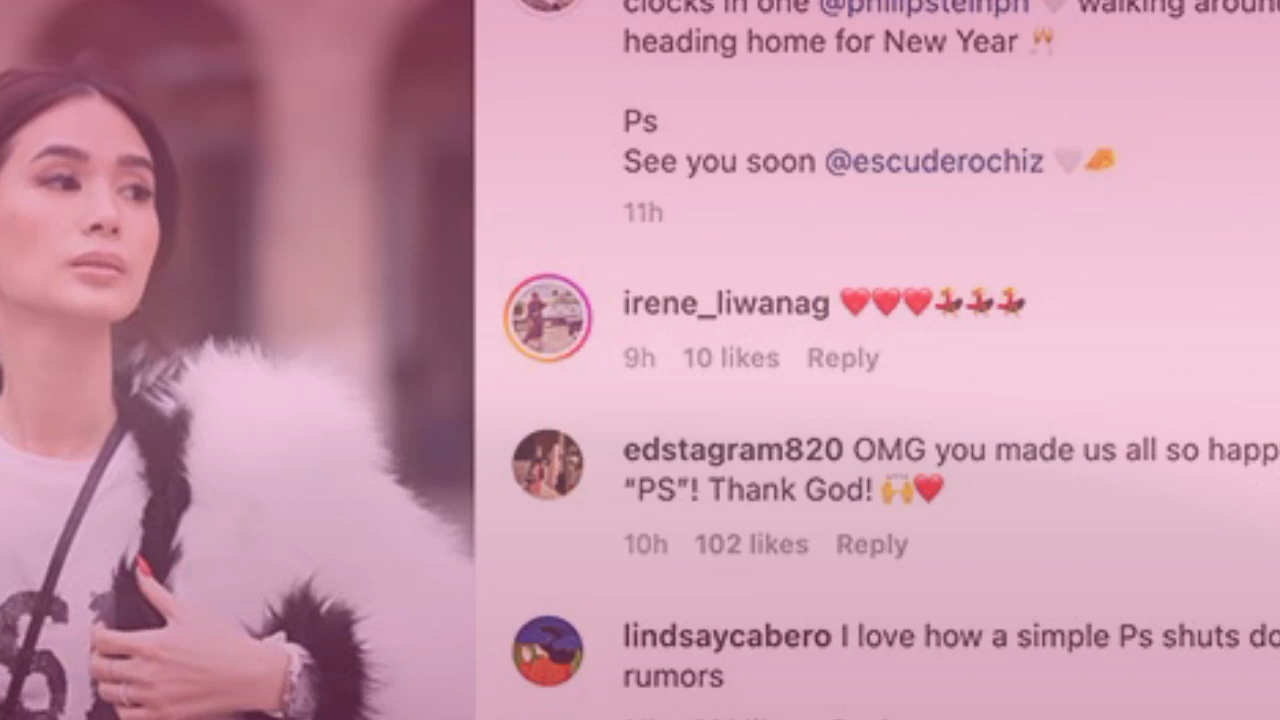 clocks in one @philipsteinph 🤍 walking around
heading home for New Year 🥂
Ps
See you soon @escuderochiz 🤍🧀
11h
irene_liwanag ❤️❤️❤️💃💃💃
9h 10 likes Reply
edstagram820 OMG you made us all so happ
"PS"! Thank God! 🙌❤️
10h 102 likes Reply
lindsaycabero I love how a simple Ps shuts do
rumors